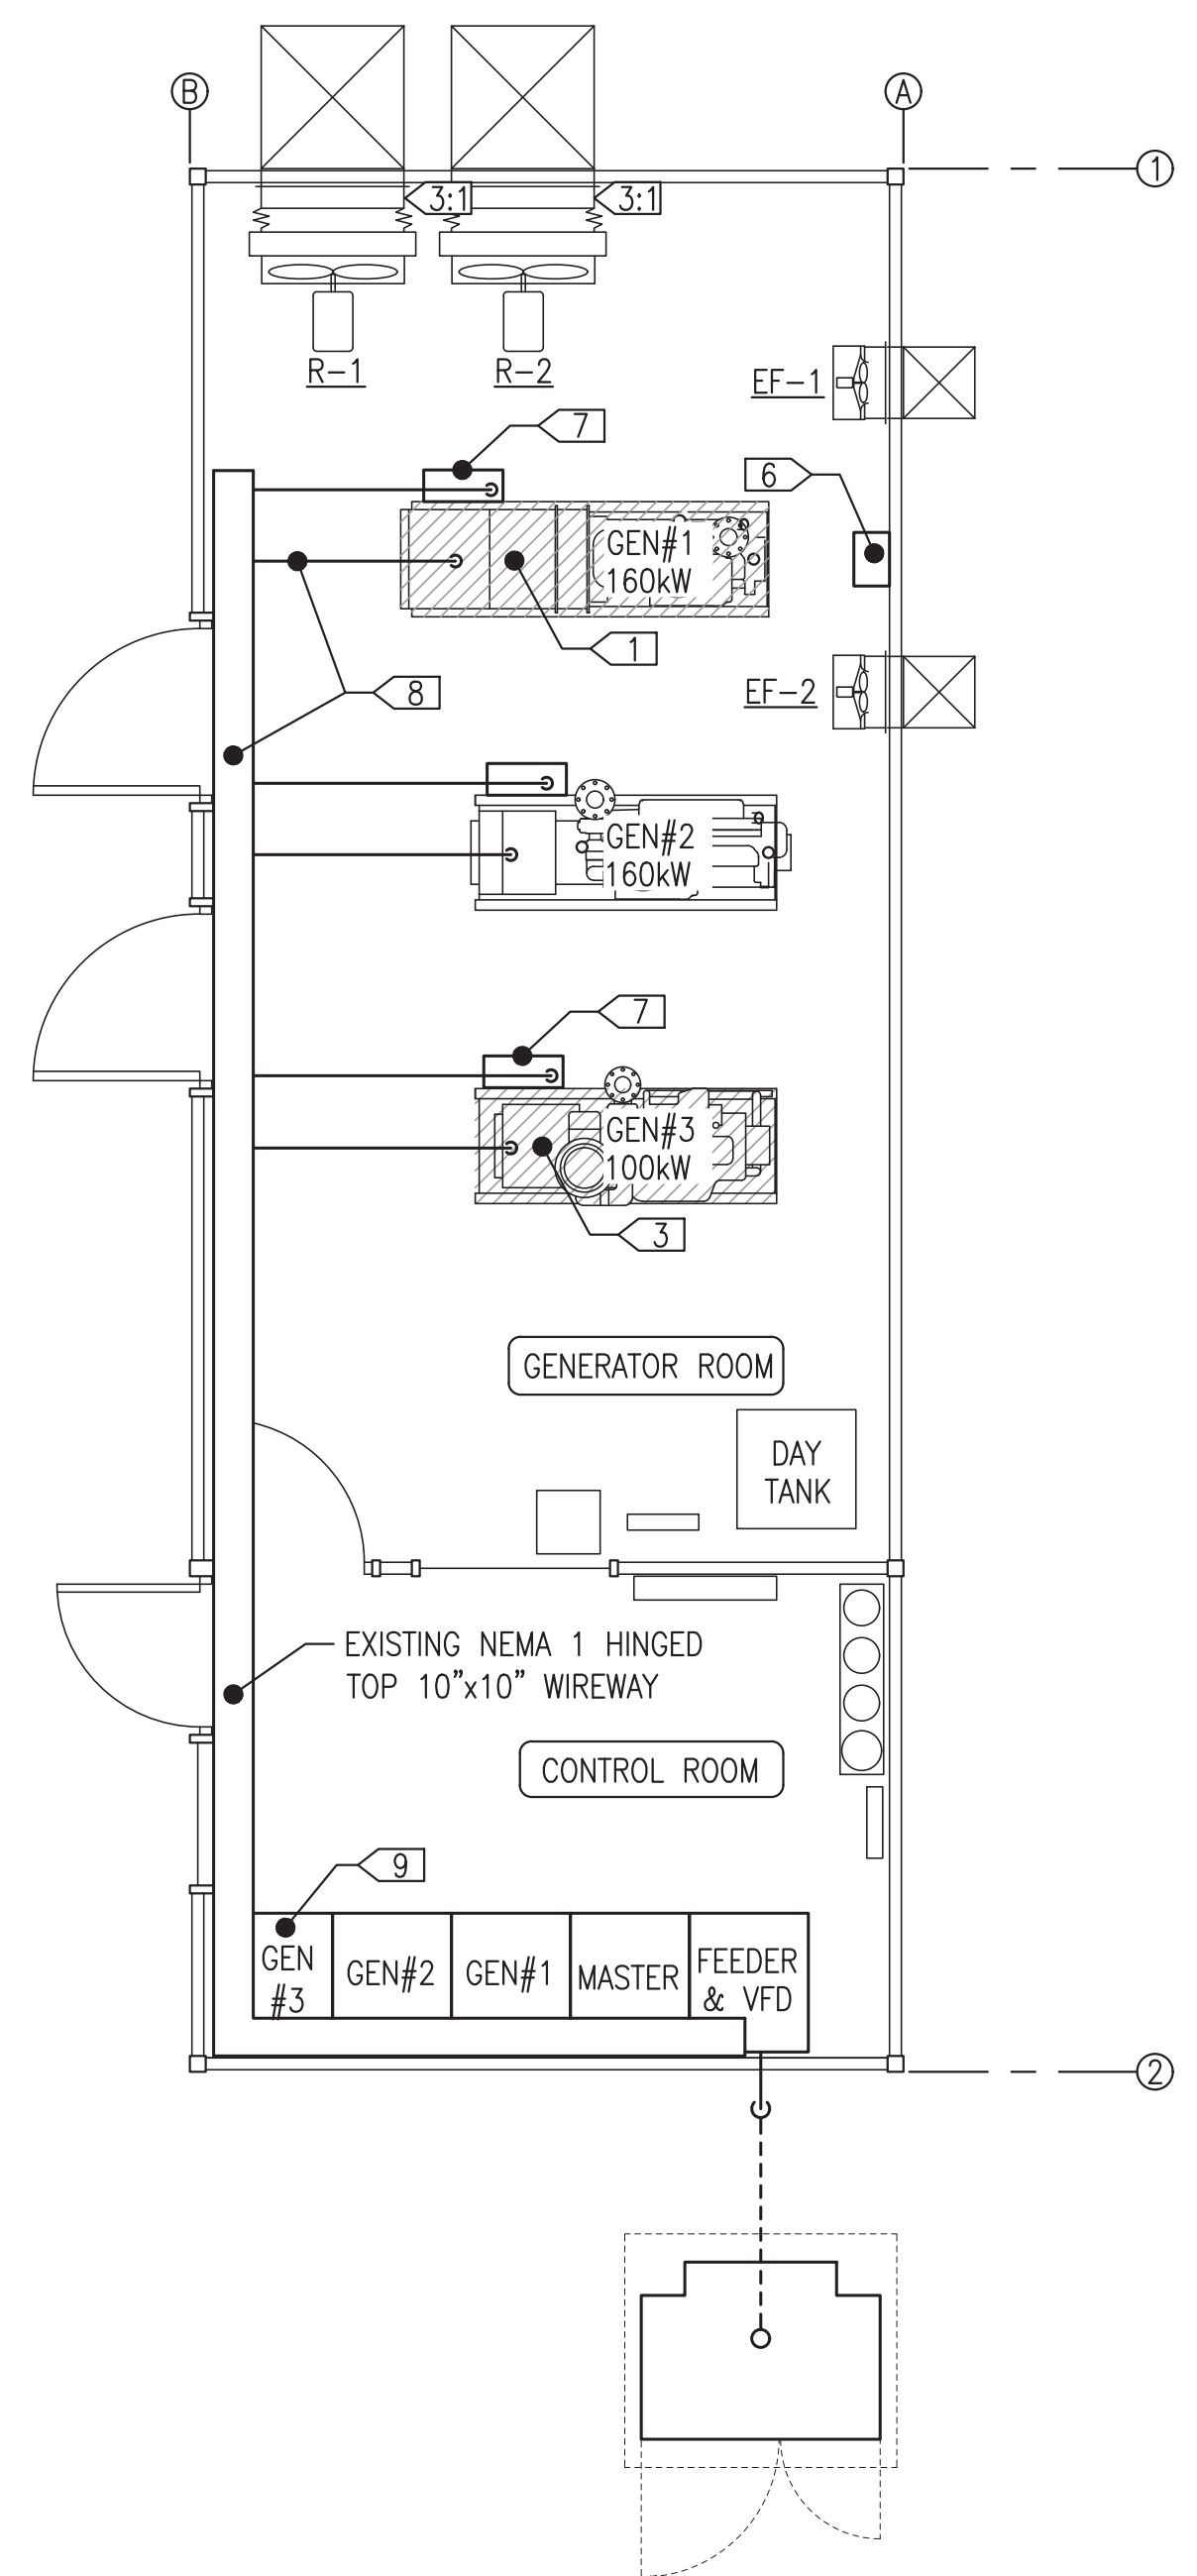 B
A
1
3:1
3:1
R-1
R-2
EF-1
7
6
GEN#1
160kW
1
8
EF-2
GEN#2
160kW
7
GEN#3
100kW
3
GENERATOR ROOM
DAY
TANK
EXISTING NEMA 1 HINGED
TOP 10"x10" WIREWAY
CONTROL ROOM
9
GEN
#3
GEN#2
GEN#1
MASTER
FEEDER
& VFD
2